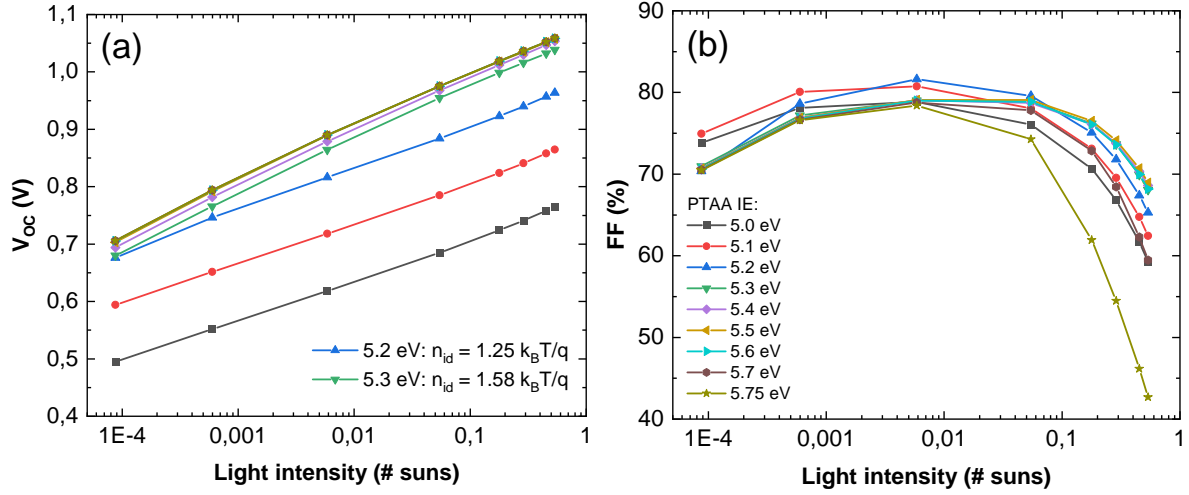 (a)
1,1
1,0
0,9
0,8
0,7
0,6
0,5
0,4
V_OC (V)
5.2 eV: n_id = 1.25 k_BT/q
5.3 eV: n_id = 1.58 k_BT/q
1E-4 0,001 0,01 0,1 1
Light intensity (# suns)
(b)
90
80
70
60
50
40
FF (%)
PTAA IE:
5.0 eV
5.1 eV
5.2 eV
5.3 eV
5.4 eV
5.5 eV
5.6 eV
5.7 eV
5.75 eV
1E-4 0,001 0,01 0,1 1
Light intensity (# suns)